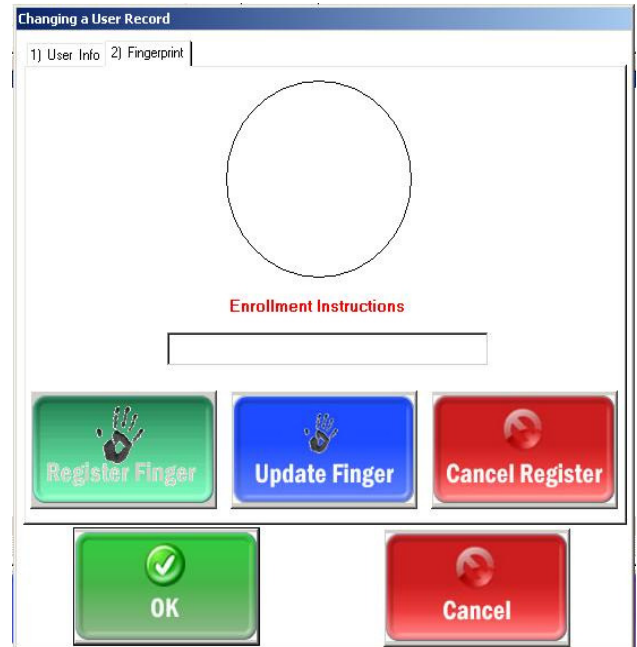 Changing a User Record
1) User Info 2) Fingerprint
Enrollment Instructions
Register Finger Update Finger Cancel Register
OK Cancel